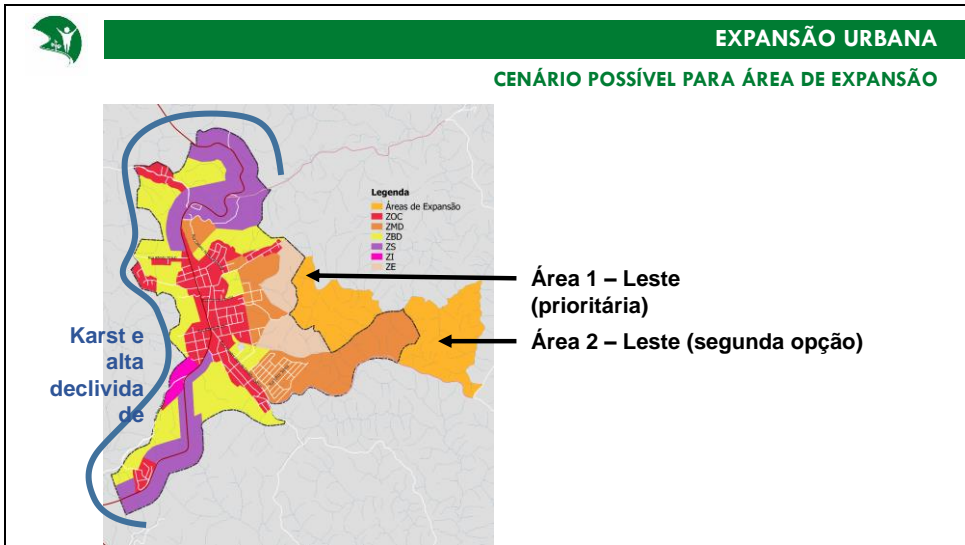 EXPANSÃO URBANA
CENÁRIO POSSÍVEL PARA ÁREA DE EXPANSÃO
Legenda
Áreas de Expansão
ZOC
ZMD
ZBD
ZS
ZI
ZE
Área 1 – Leste
(prioritária)
Área 2 – Leste (segunda opção)
Karst e
alta
declivida
de